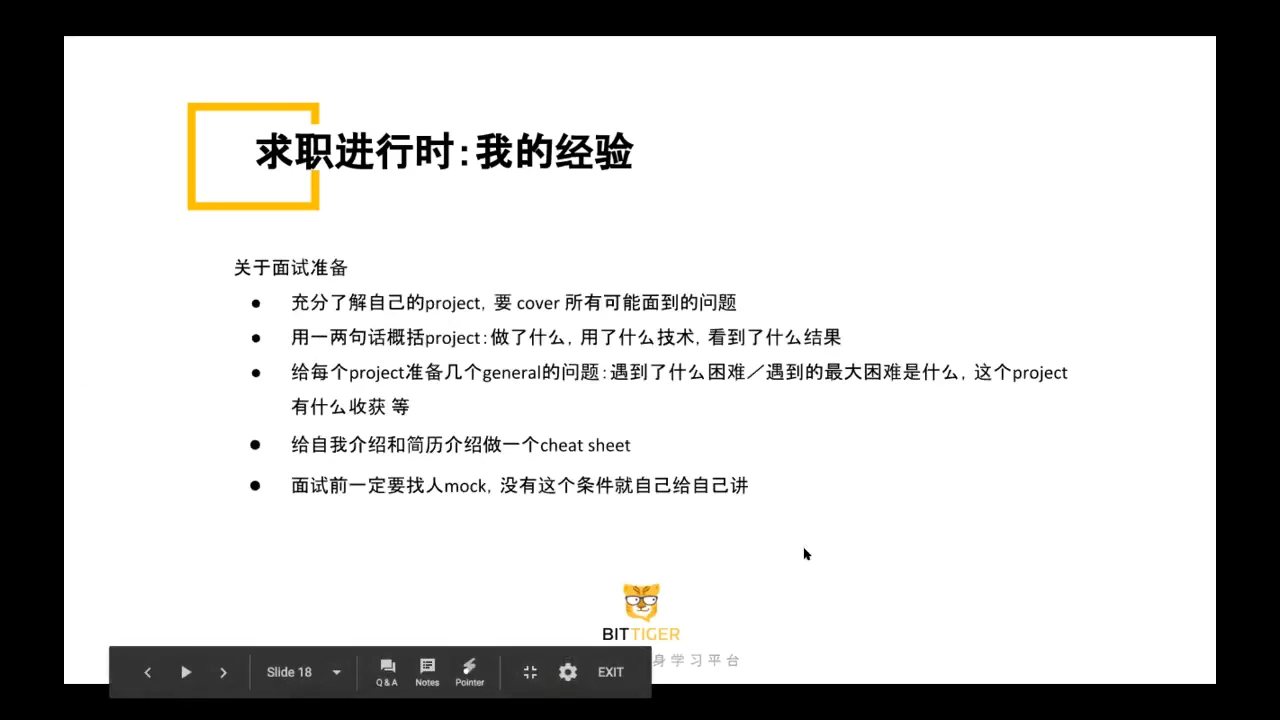 求职进行时：我的经验
关于面试准备
● 充分了解自己的project，要 cover 所有可能面到的问题
● 用一两句话概括project：做了什么，用了什么技术，看到了什么结果
● 给每个project准备几个general的问题：遇到了什么困难／遇到的最大困难是什么，这个project
有什么收获 等
● 给自我介绍和简历介绍做一个cheat sheet
● 面试前一定要找人mock，没有这个条件就自己给自己讲
BITTIGER
身学习平台
Slide 18
Q & A
Notes
Pointer
EXIT